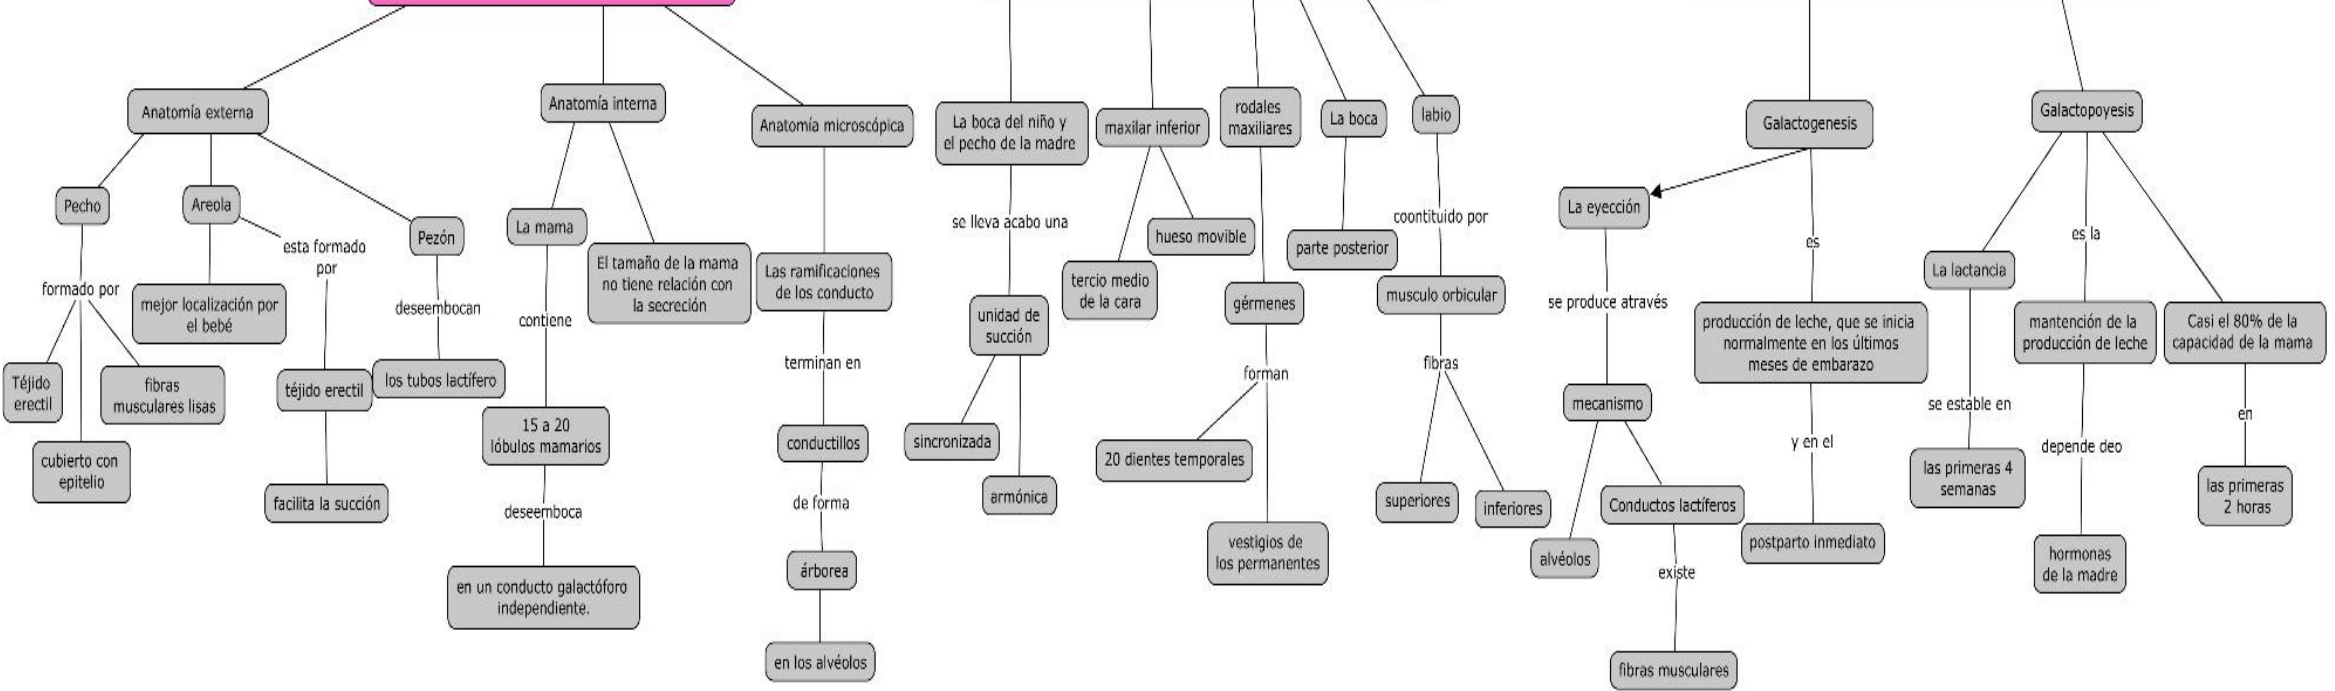 Anatomía externa
Pecho
formado por
Téjido
erectil
cubierto con
epitelio
fibras
musculares lisas
Areola
mejor localización por
el bebé
esta formado
por
téjido erectil
facilita la succión
Pezón
deseembocan
los tubos lactífero
Anatomía interna
La mama
contiene
15 a 20
lóbulos mamarios
deseemboca
en un conducto galactóforo
independiente.
El tamaño de la mama
no tiene relación con
la secreción
Anatomía microscópica
Las ramificaciones
de los conducto
terminan en
conductillos
de forma
árborea
en los alvéolos
La boca del niño y
el pecho de la madre
se lleva acabo una
unidad de
succión
sincronizada
armónica
maxilar inferior
tercio medio
de la cara
hueso movible
rodales
maxiliares
gérmenes
forman
20 dientes temporales
vestigios de
los permanentes
La boca
parte posterior
labio
coontituido por
musculo orbicular
fibras
superiores
inferiores
Galactogenesis
La eyección
se produce através
mecanismo
alvéolos
Conductos lactíferos
existe
fibras musculares
es
producción de leche, que se inicia
normalmente en los últimos
meses de embarazo
y en el
postparto inmediato
Galactopoyesis
La lactancia
se estable en
las primeras 4
semanas
es la
mantención de la
producción de leche
depende deo
hormonas
de la madre
Casi el 80% de la
capacidad de la mama
en
las primeras
2 horas